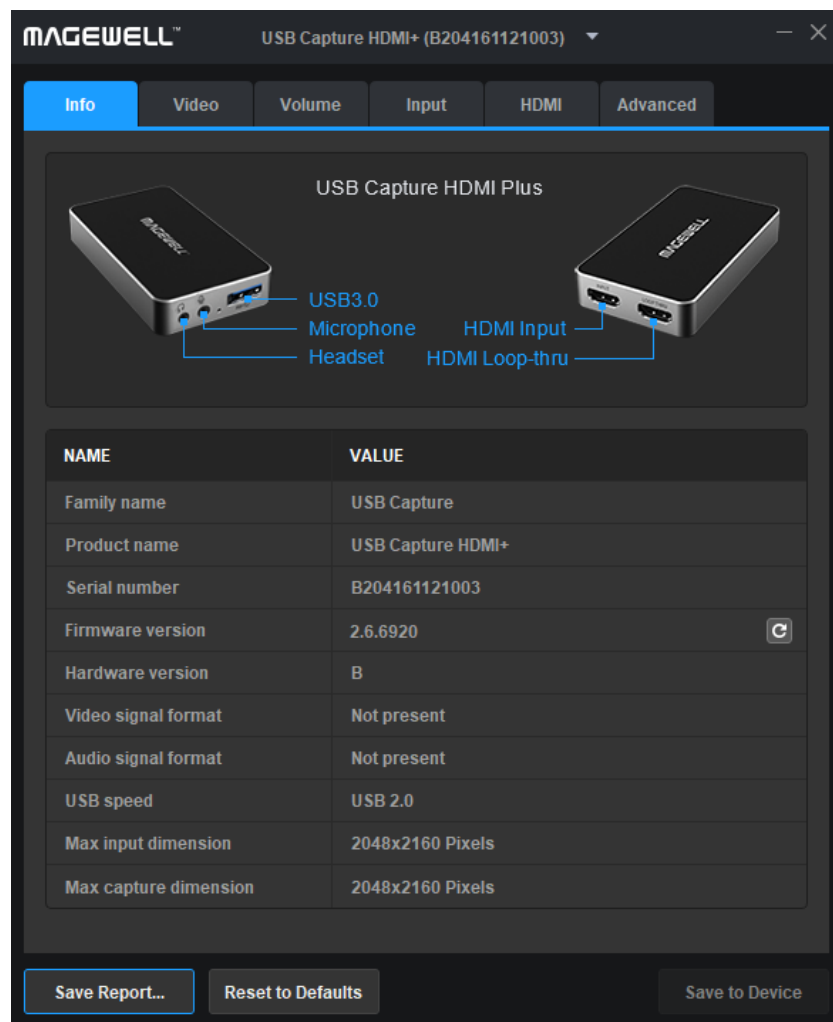 MAGEWELL™ USB Capture HDMI+ (B204161121003)
Info Video Volume Input HDMI Advanced
USB Capture HDMI Plus
MAGEWELL
MAGEWELL
INPUT
LOOP-THRU
USB3.0
Microphone
Headset
HDMI Input
HDMI Loop-thru
NAME VALUE
Family name USB Capture
Product name USB Capture HDMI+
Serial number B204161121003
Firmware version 2.6.6920
Hardware version B
Video signal format Not present
Audio signal format Not present
USB speed USB 2.0
Max input dimension 2048x2160 Pixels
Max capture dimension 2048x2160 Pixels
Save Report... Reset to Defaults Save to Device